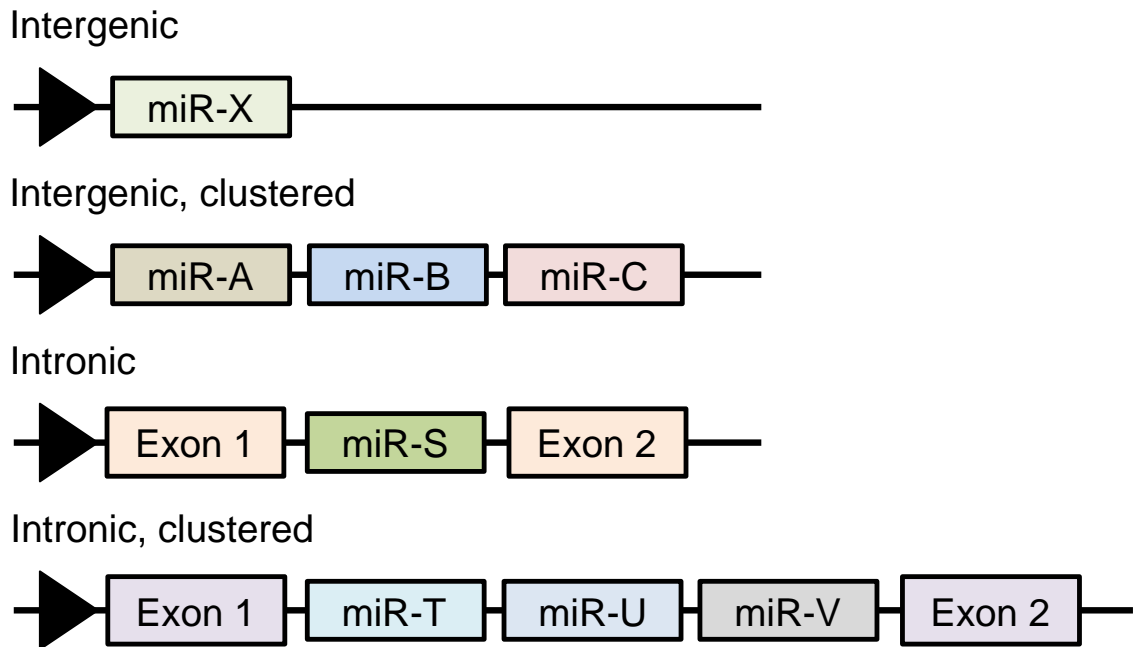 Intergenic
miR-X
Intergenic, clustered
miR-A miR-B miR-C
Intronic
Exon 1 miR-S Exon 2
Intronic, clustered
Exon 1 miR-T miR-U miR-V Exon 2